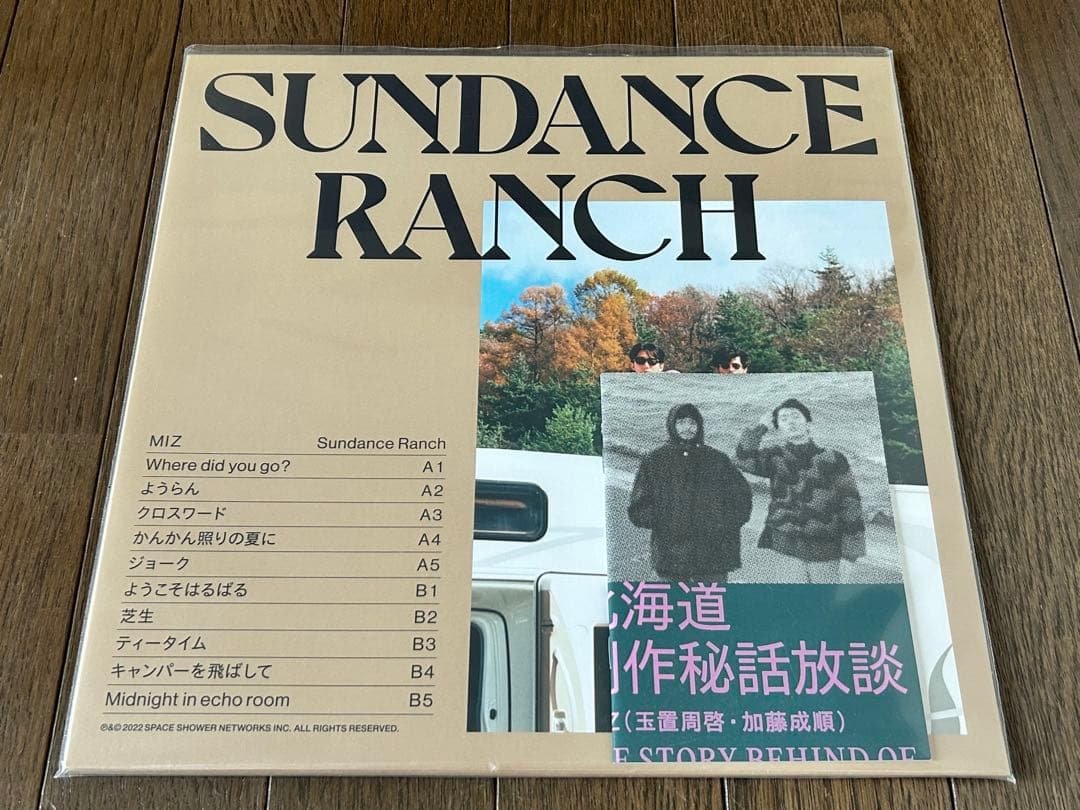 SUNDANCE
RANCH
MIZ Sundance Ranch
Where did you go? A1
ようらん A2
クロスワード A3
かんかん照りの夏に A4
ジョーク A5
ようこそはるばる B1
芝生 B2
ティータイム B3
キャンパーを飛ばして B4
Midnight in echo room B5
℗&© 2022 SPACE SHOWER NETWORKS INC. ALL RIGHTS RESERVED.
海道
作秘話放談
Z(玉置周啓・加藤成順)
E STORY BEHIND OF